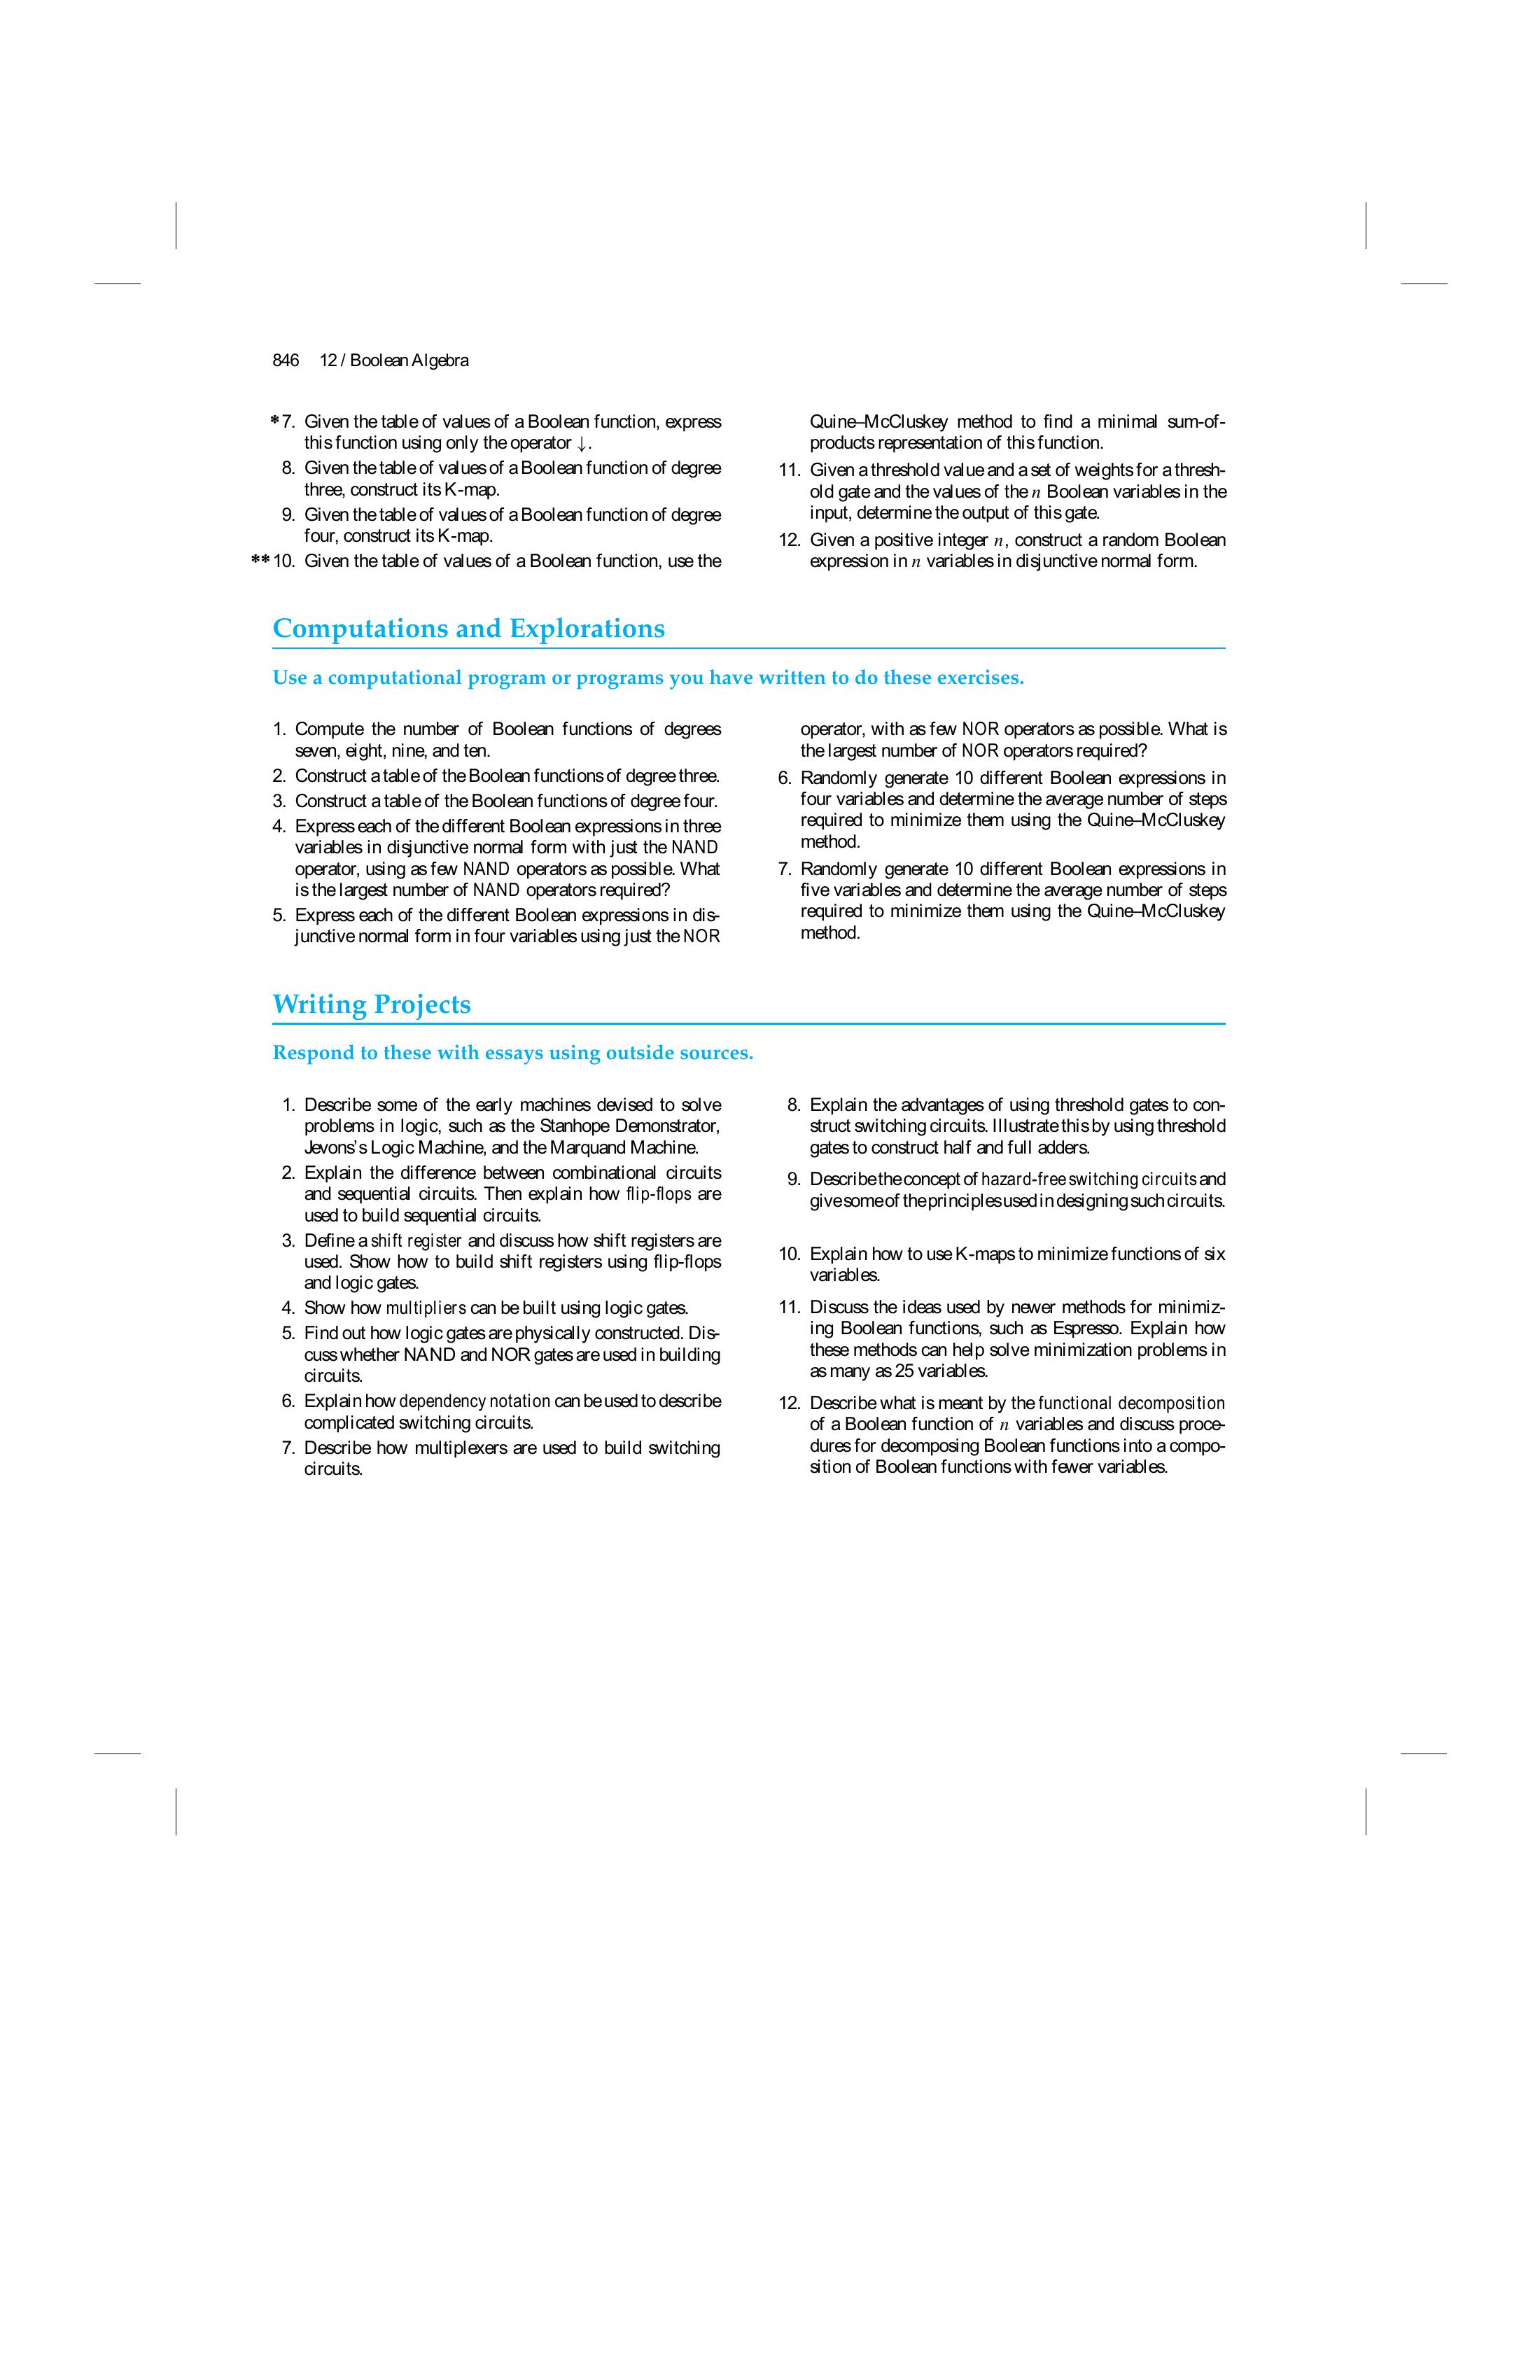 846 12 / Boolean Algebra
*7. Given the table of values of a Boolean function, express
this function using only the operator ↓.
8. Given the table of values of a Boolean function of degree
three, construct its K-map.
9. Given the table of values of a Boolean function of degree
four, construct its K-map.
**10. Given the table of values of a Boolean function, use the
Quine–McCluskey method to find a minimal sum-of-
products representation of this function.
11. Given a threshold value and a set of weights for a thresh-
old gate and the values of the n Boolean variables in the
input, determine the output of this gate.
12. Given a positive integer n, construct a random Boolean
expression in n variables in disjunctive normal form.
Computations and Explorations
Use a computational program or programs you have written to do these exercises.
1. Compute the number of Boolean functions of degrees
seven, eight, nine, and ten.
2. Construct a table of the Boolean functions of degree three.
3. Construct a table of the Boolean functions of degree four.
4. Express each of the different Boolean expressions in three
variables in disjunctive normal form with just the NAND
operator, using as few NAND operators as possible. What
is the largest number of NAND operators required?
5. Express each of the different Boolean expressions in dis-
junctive normal form in four variables using just the NOR
operator, with as few NOR operators as possible. What is
the largest number of NOR operators required?
6. Randomly generate 10 different Boolean expressions in
four variables and determine the average number of steps
required to minimize them using the Quine–McCluskey
method.
7. Randomly generate 10 different Boolean expressions in
five variables and determine the average number of steps
required to minimize them using the Quine–McCluskey
method.
Writing Projects
Respond to these with essays using outside sources.
1. Describe some of the early machines devised to solve
problems in logic, such as the Stanhope Demonstrator,
Jevons's Logic Machine, and the Marquand Machine.
2. Explain the difference between combinational circuits
and sequential circuits. Then explain how flip-flops are
used to build sequential circuits.
3. Define a shift register and discuss how shift registers are
used. Show how to build shift registers using flip-flops
and logic gates.
4. Show how multipliers can be built using logic gates.
5. Find out how logic gates are physically constructed. Dis-
cuss whether NAND and NOR gates are used in building
circuits.
6. Explain how dependency notation can be used to describe
complicated switching circuits.
7. Describe how multiplexers are used to build switching
circuits.
8. Explain the advantages of using threshold gates to con-
struct switching circuits. Illustrate this by using threshold
gates to construct half and full adders.
9. Describe the concept of hazard-free switching circuits and
give some of the principles used in designing such circuits.
10. Explain how to use K-maps to minimize functions of six
variables.
11. Discuss the ideas used by newer methods for minimiz-
ing Boolean functions, such as Espresso. Explain how
these methods can help solve minimization problems in
as many as 25 variables.
12. Describe what is meant by the functional decomposition
of a Boolean function of n variables and discuss proce-
dures for decomposing Boolean functions into a compo-
sition of Boolean functions with fewer variables.